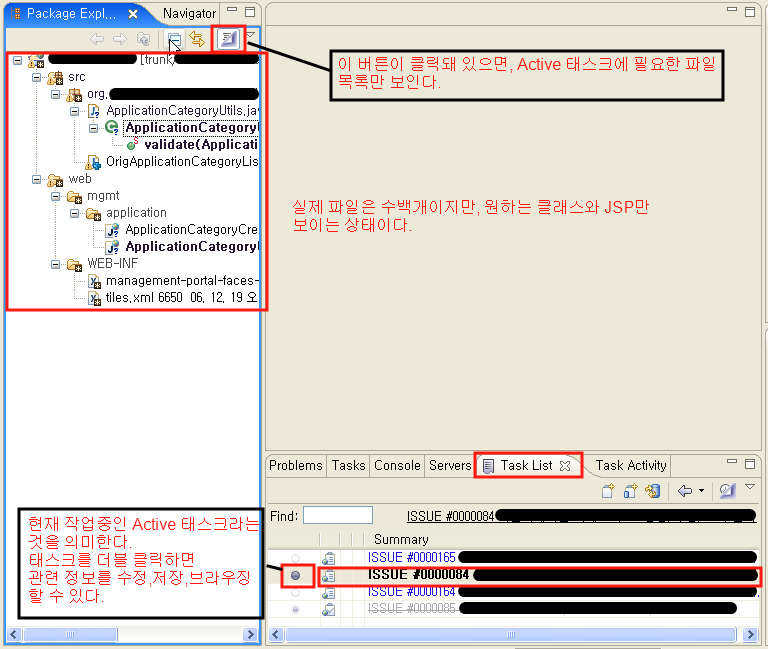 Package Expl...
Navigator
이 버튼이 클릭돼 있으면, Active 태스크에 필요한 파일
목록만 보인다.
[trunk/
src
org.
ApplicationCategoryUtils.java
ApplicationCategoryU
validate(Applicati
OrigApplicationCategoryLis
web
mgmt
application
ApplicationCategoryCre
ApplicationCategoryl
WEB-INF
management-portal-faces-
tiles.xml 6650 06. 12. 19 오
실제 파일은 수백개이지만, 원하는 클래스와 JSP만
보이는 상태이다.
Problems
Tasks
Console
Servers
Task List
Task Activity
Find:
ISSUE #0000084
Summary
ISSUE #0000165
ISSUE #0000084
ISSUE #0000164
ISSUE #0000085
현재 작업중인 Active 태스크라는
것을 의미한다.
태스크를 더블 클릭하면
관련 정보를 수정,저장,브라우징
할 수 있다.